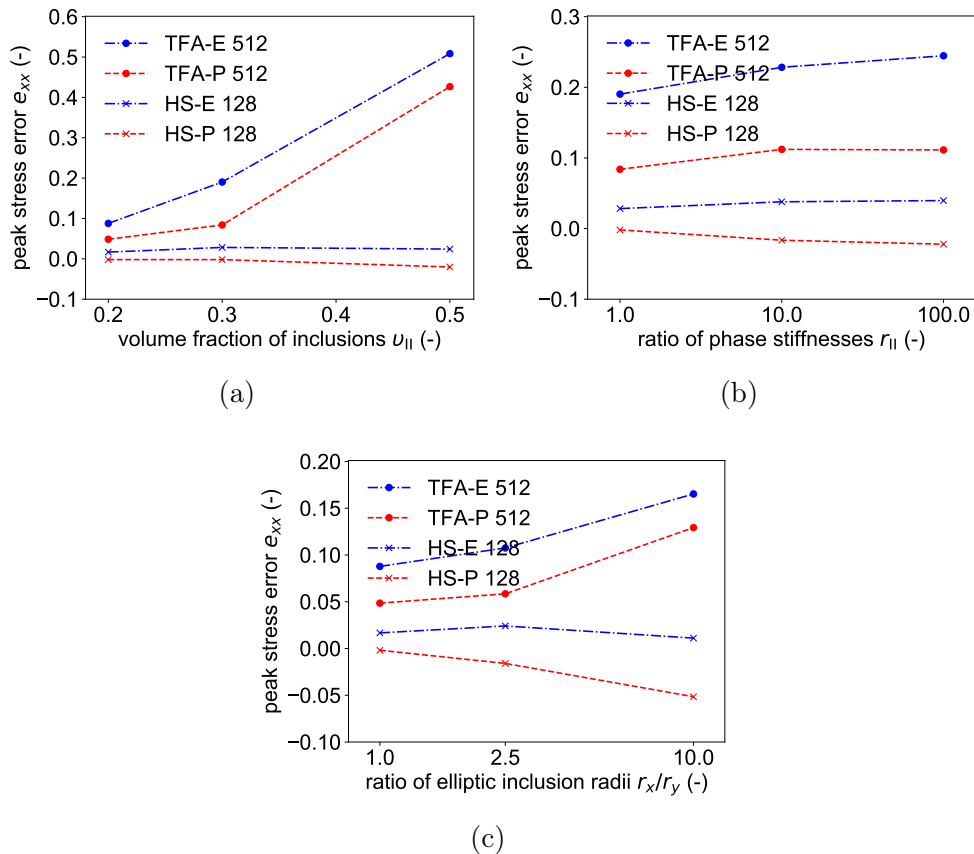 0.6
0.5
0.4
0.3
0.2
0.1
0.0
−0.1
peak stress error e_xx (-)
TFA-E 512
TFA-P 512
HS-E 128
HS-P 128
0.2 0.3 0.4 0.5
volume fraction of inclusions υ_II (-)
(a)
0.3
0.2
0.1
0.0
−0.1
peak stress error e_xx (-)
TFA-E 512
TFA-P 512
HS-E 128
HS-P 128
1.0 10.0 100.0
ratio of phase stiffnesses r_II (-)
(b)
0.20
0.15
0.10
0.05
0.00
−0.05
−0.10
peak stress error e_xx (-)
TFA-E 512
TFA-P 512
HS-E 128
HS-P 128
1.0 2.5 10.0
ratio of elliptic inclusion radii r_x/r_y (-)
(c)